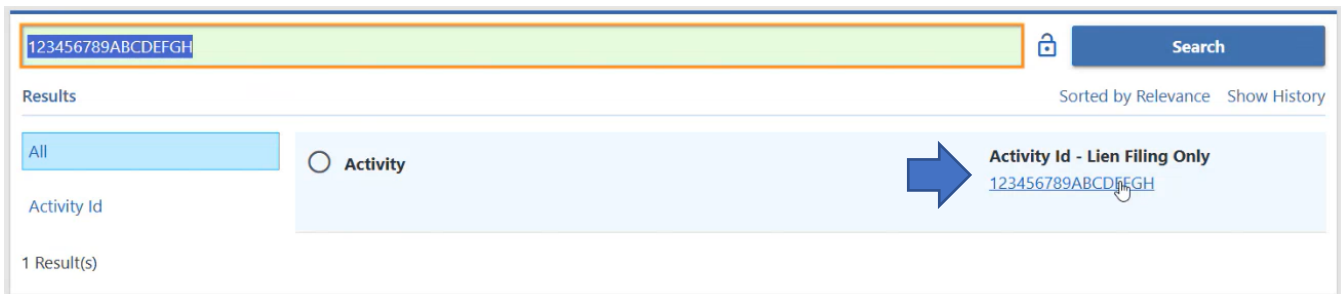 123456789ABCDEFGH
Search
Results
Sorted by Relevance Show History
All
Activity
Activity Id - Lien Filing Only
123456789ABCDEFGH
Activity Id
1 Result(s)